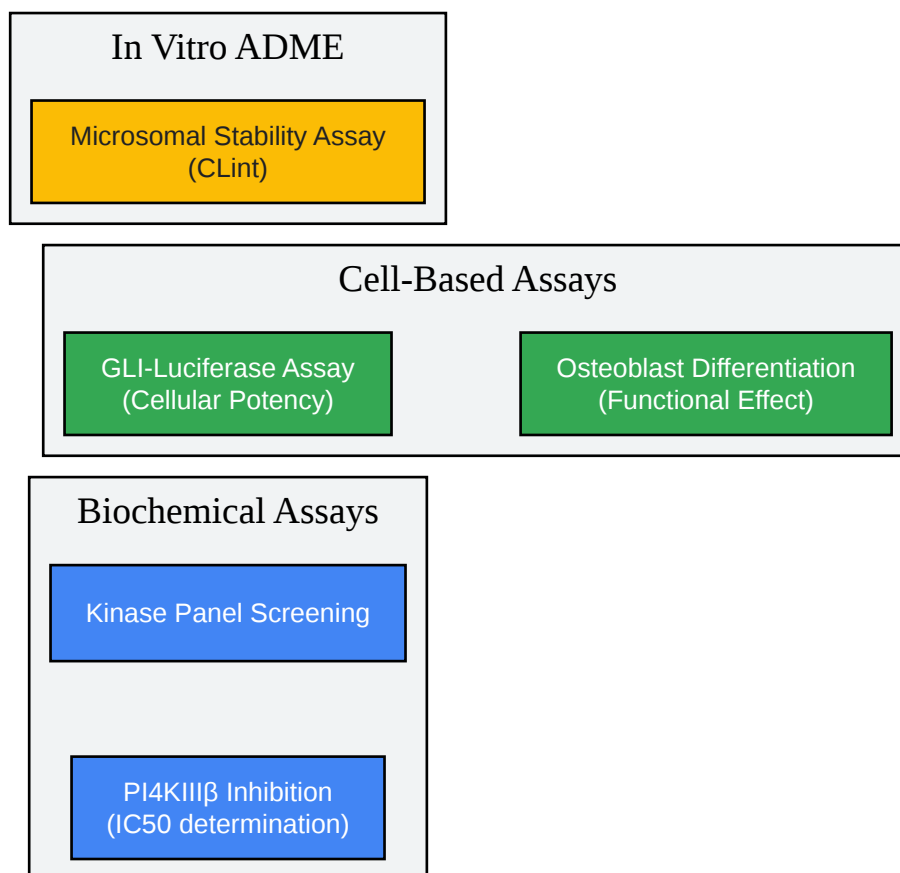 In Vitro ADME
Microsomal Stability Assay
(CLint)
Cell-Based Assays
GLI-Luciferase Assay
(Cellular Potency)
Osteoblast Differentiation
(Functional Effect)
Biochemical Assays
Kinase Panel Screening
PI4KIIIβ Inhibition
(IC50 determination)